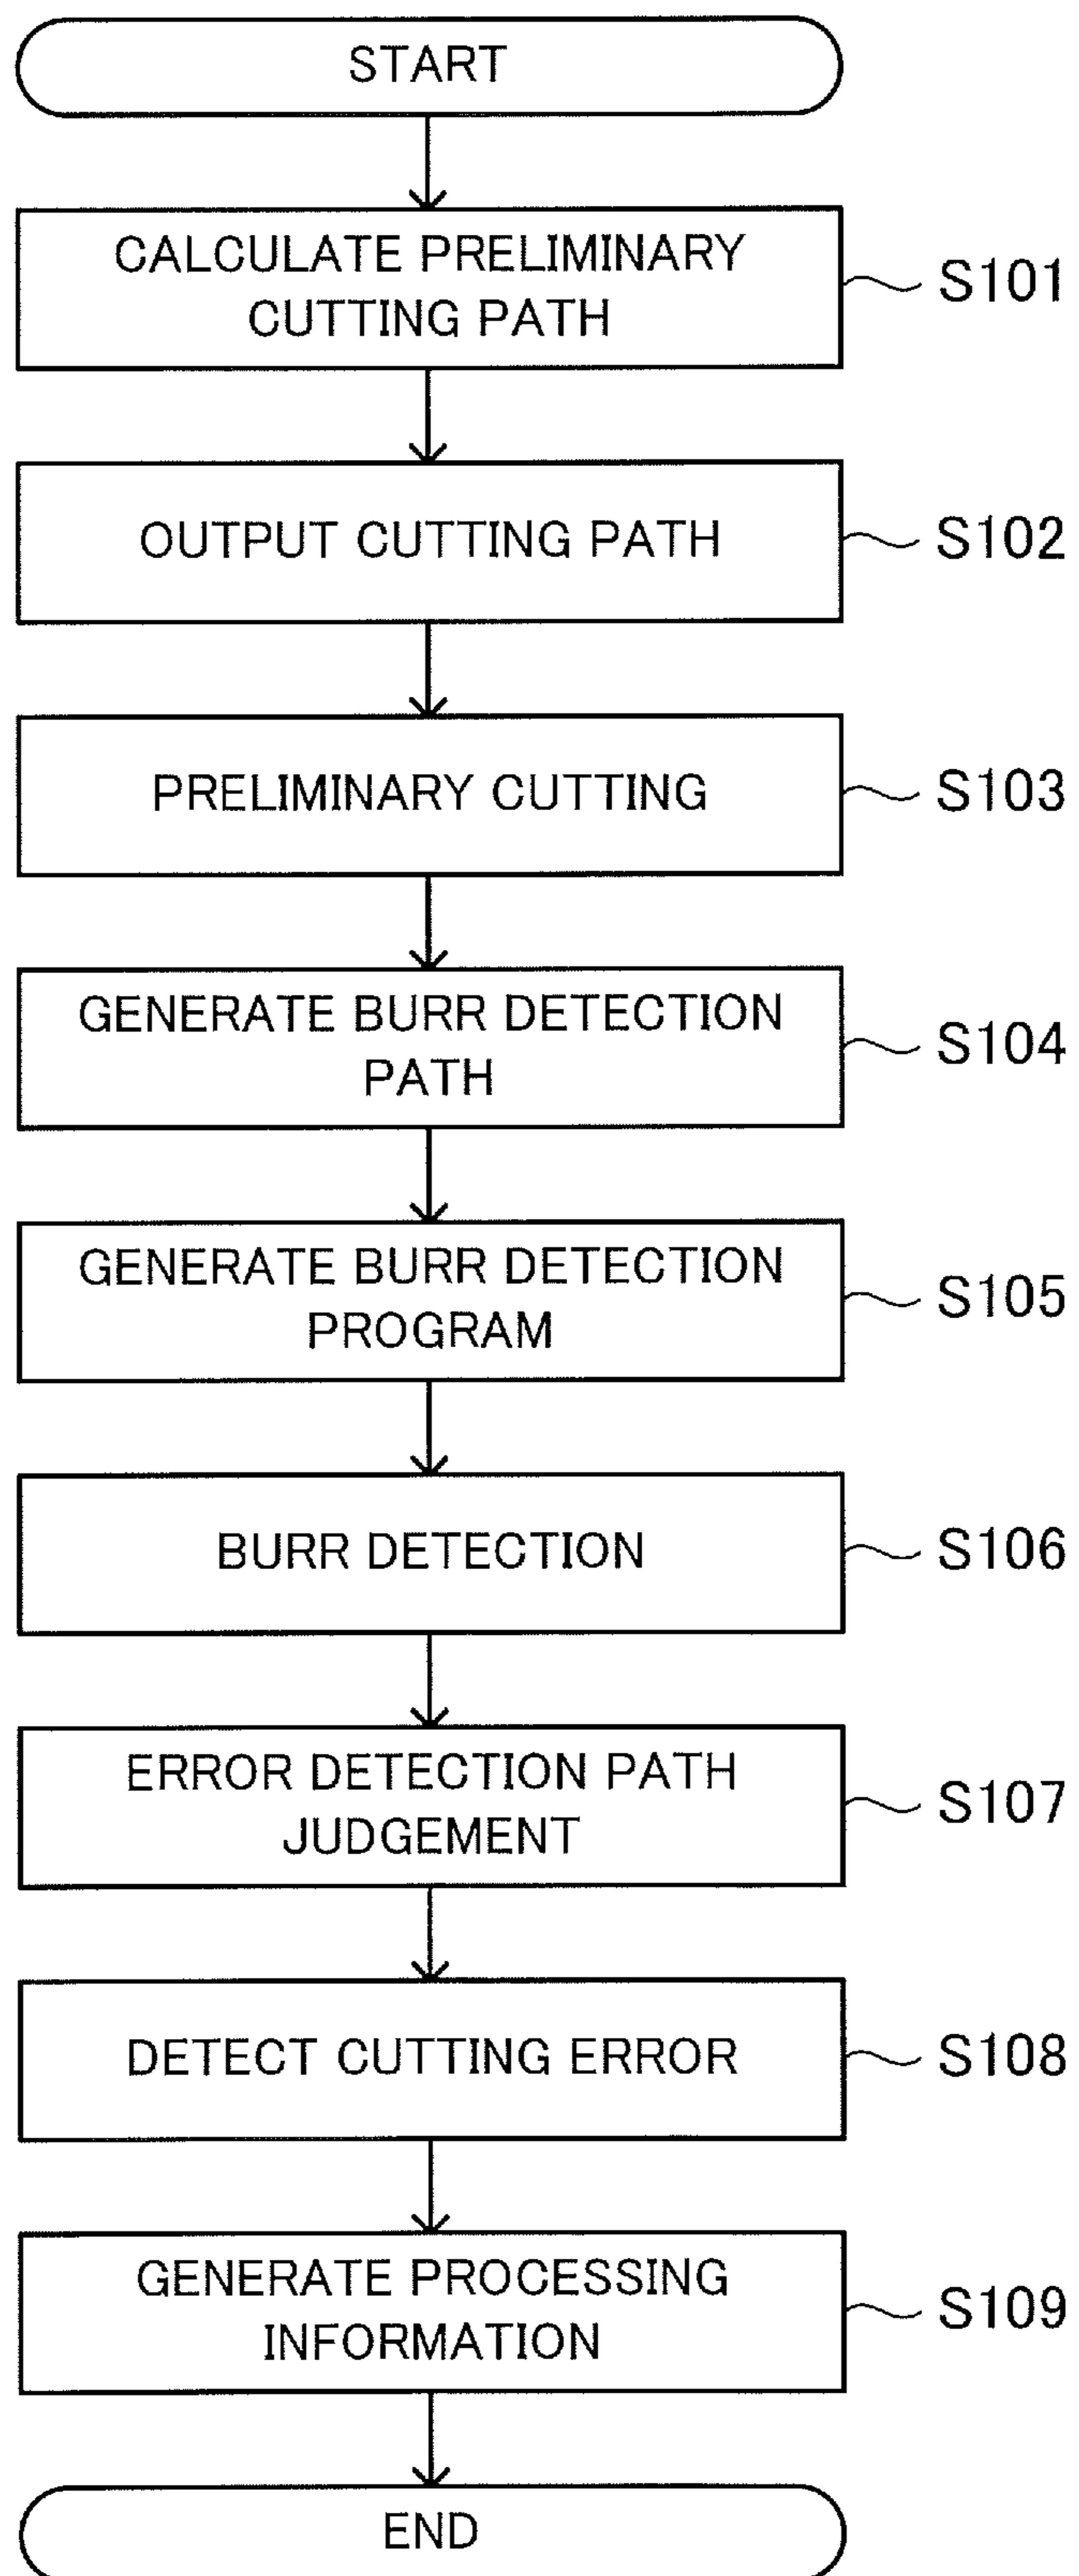 START
CALCULATE PRELIMINARY
CUTTING PATH
S101
OUTPUT CUTTING PATH
S102
PRELIMINARY CUTTING
S103
GENERATE BURR DETECTION
PATH
S104
GENERATE BURR DETECTION
PROGRAM
S105
BURR DETECTION
S106
ERROR DETECTION PATH
JUDGEMENT
S107
DETECT CUTTING ERROR
S108
GENERATE PROCESSING
INFORMATION
S109
END